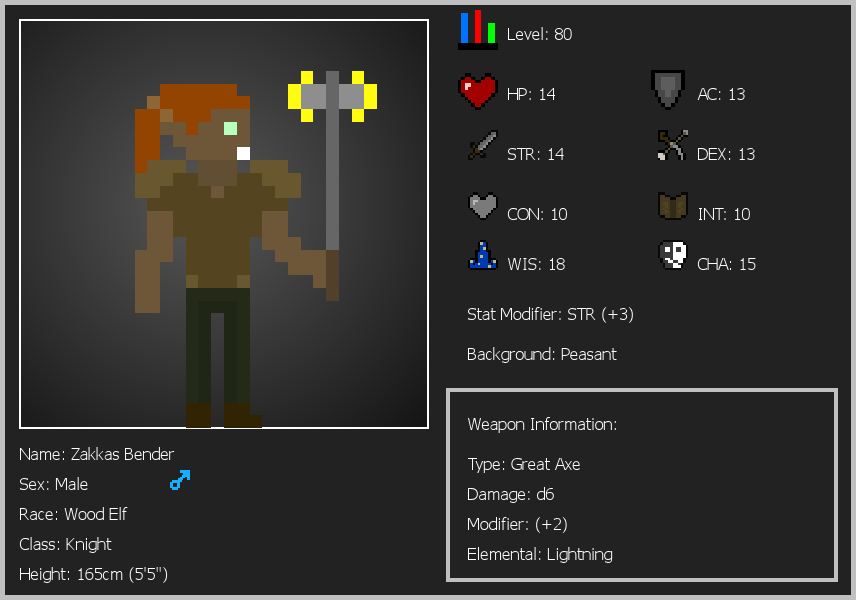 Level: 80
HP: 14
AC: 13
STR: 14
DEX: 13
CON: 10
INT: 10
WIS: 18
CHA: 15
Stat Modifier: STR (+3)
Background: Peasant
Weapon Information:
Type: Great Axe
Damage: d6
Modifier: (+2)
Elemental: Lightning
Name: Zakkas Bender
Sex: Male
Race: Wood Elf
Class: Knight
Height: 165cm (5'5")